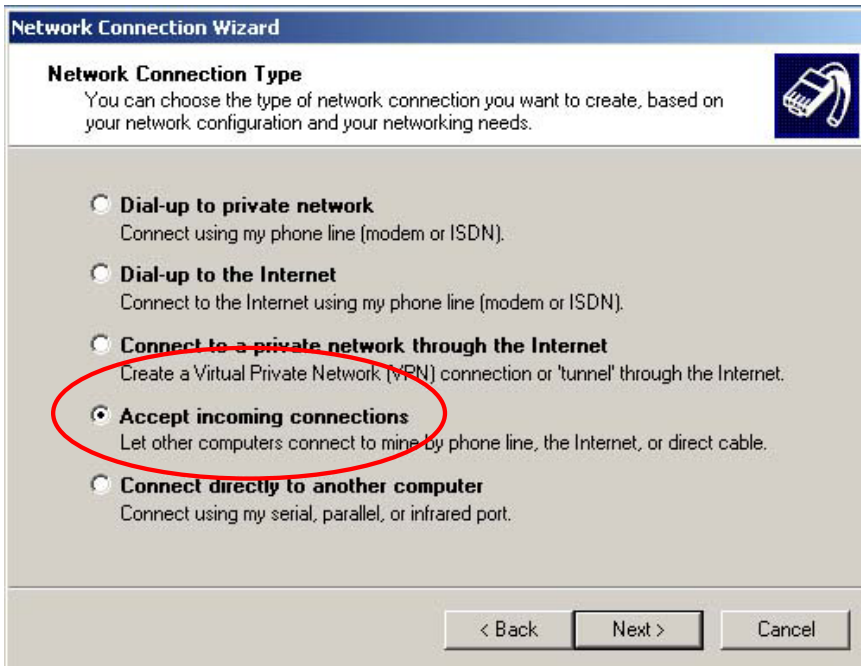 Network Connection Wizard
Network Connection Type
You can choose the type of network connection you want to create, based on
your network configuration and your networking needs.
Dial-up to private network
Connect using my phone line (modem or ISDN).
Dial-up to the Internet
Connect to the Internet using my phone line (modem or ISDN).
Connect to a private network through the Internet
Create a Virtual Private Network (VPN) connection or 'tunnel' through the Internet.
Accept incoming connections
Let other computers connect to mine by phone line, the Internet, or direct cable.
Connect directly to another computer
Connect using my serial, parallel, or infrared port.
< Back Next > Cancel